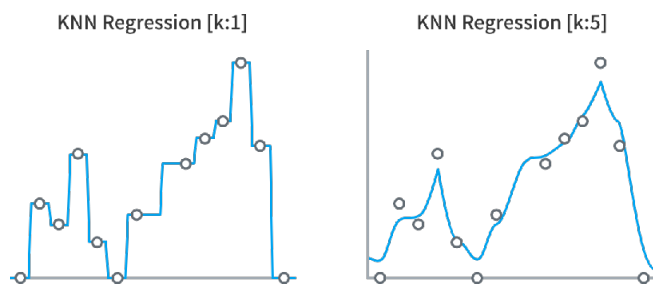 KNN Regression [k:1]
KNN Regression [k:5]